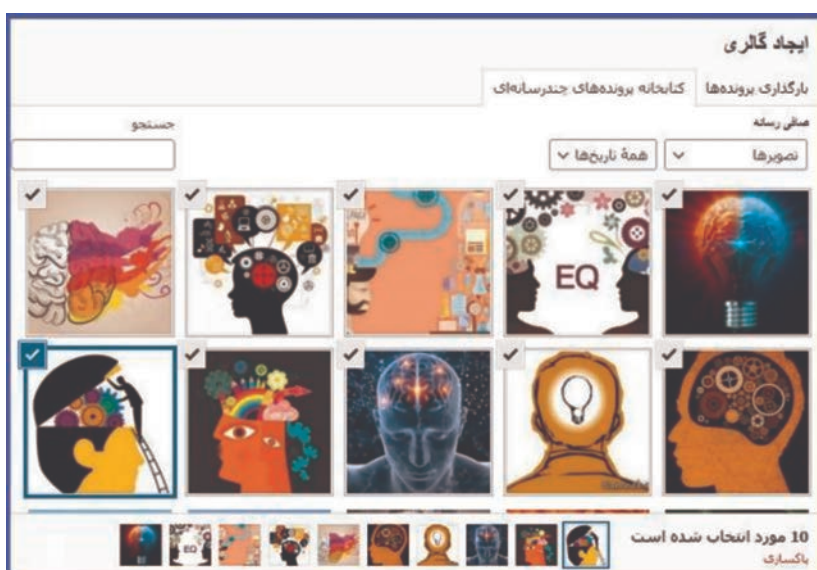 ایجاد گالری
بارگذاری پرونده‌ها
کتابخانه پرونده‌های چندرسانه‌ای
صافی رسانه
جستجو
تصویرها
همهٔ تاریخ‌ها
EQ
10 مورد انتخاب شده است
پاکسازی
EQ